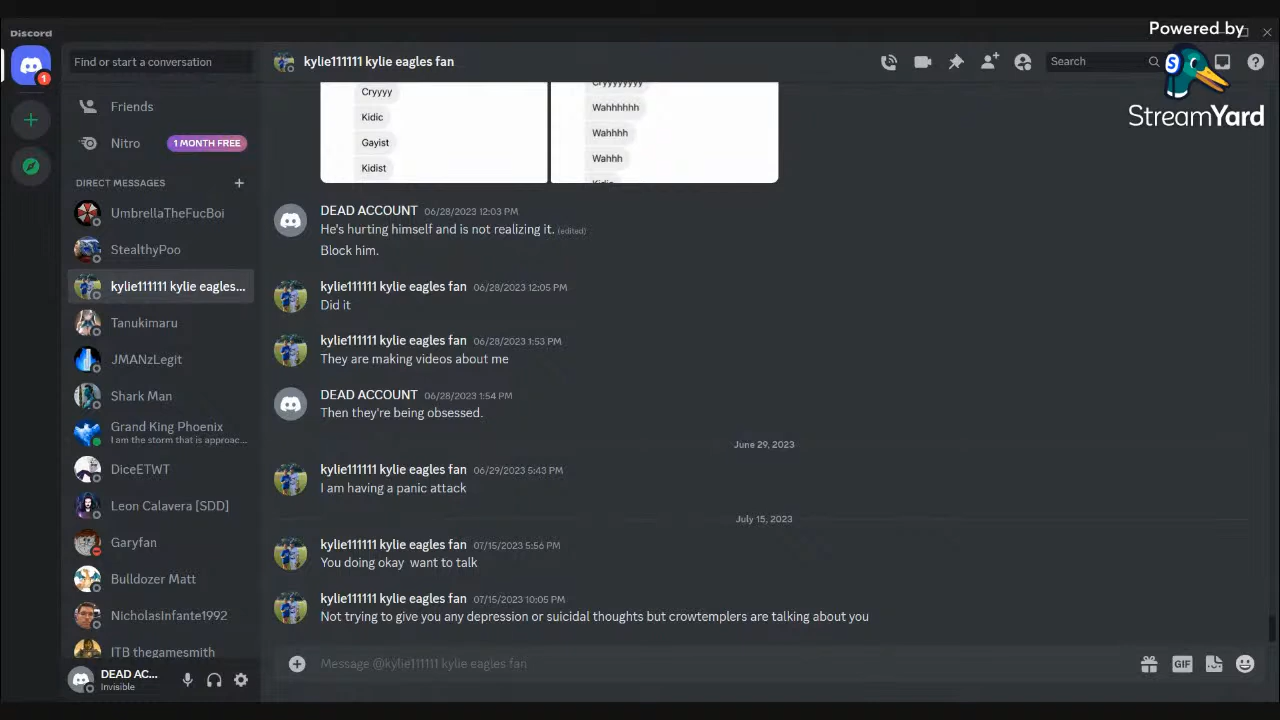 Discord
Powered by
Find or start a conversation
kylie111111 kylie eagles fan
Search
StreamYard
1
Friends
Nitro
1 MONTH FREE
DIRECT MESSAGES
UmbrellaTheFucBoi
StealthyPoo
kylie111111 kylie eagles...
Tanukimaru
JMANzLegit
Shark Man
Grand King Phoenix
I am the storm that is approac...
DiceETWT
Leon Calavera [SDD]
Garyfan
Bulldozer Matt
NicholasInfante1992
ITB thegamesmith
DEAD AC...
Invisible
Cryyyy
Kidic
Gayist
Kidist
Wahhhhhh
Wahhhh
Wahhh
DEAD ACCOUNT 06/28/2023 12:03 PM
He's hurting himself and is not realizing it. (edited)
Block him.
kylie111111 kylie eagles fan 06/28/2023 12:05 PM
Did it
kylie111111 kylie eagles fan 06/28/2023 1:53 PM
They are making videos about me
DEAD ACCOUNT 06/28/2023 1:54 PM
Then they're being obsessed.
June 29, 2023
kylie111111 kylie eagles fan 06/29/2023 5:43 PM
I am having a panic attack
July 15, 2023
kylie111111 kylie eagles fan 07/15/2023 5:56 PM
You doing okay want to talk
kylie111111 kylie eagles fan 07/15/2023 10:05 PM
Not trying to give you any depression or suicidal thoughts but crowtemplers are talking about you
Message @kylie111111 kylie eagles fan
GIF